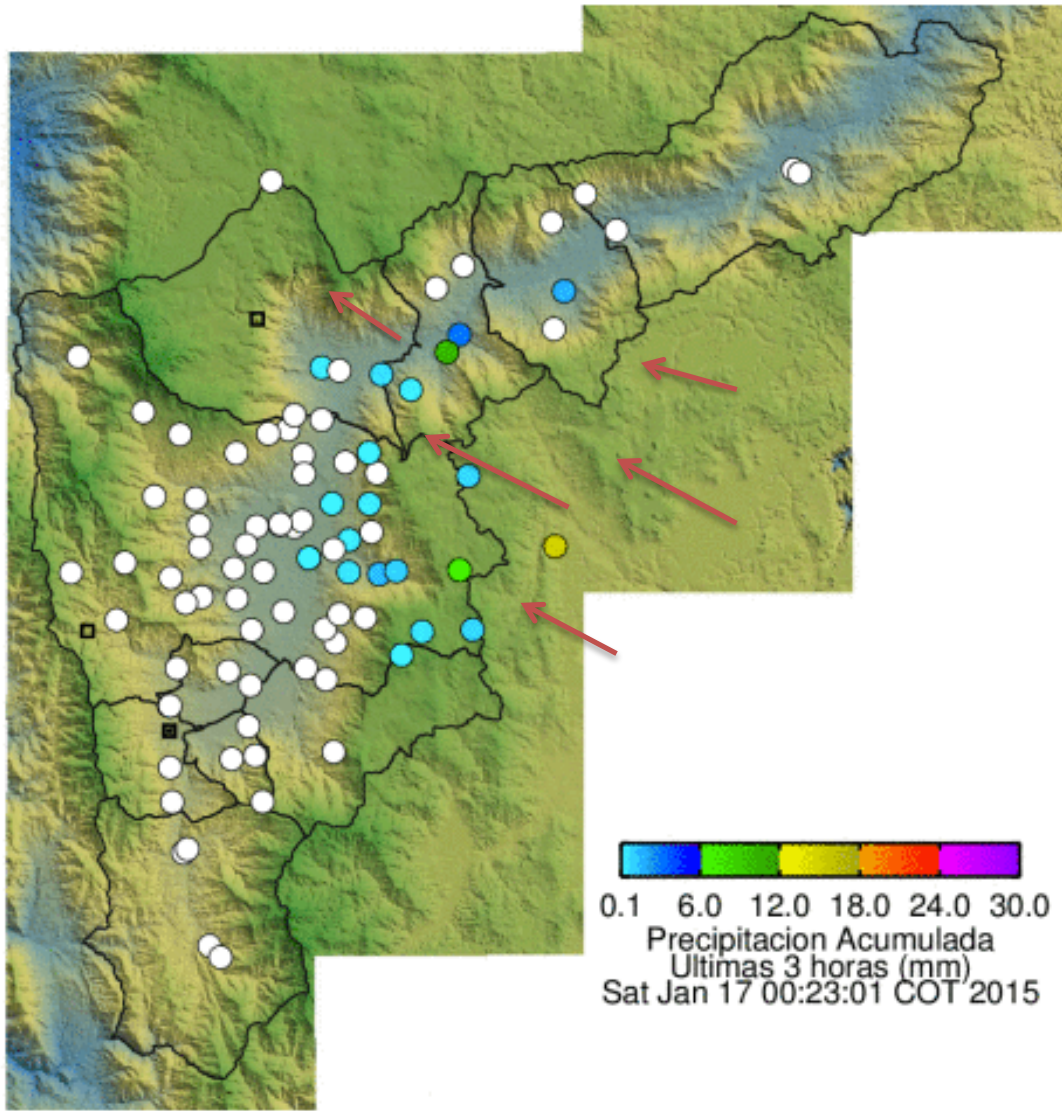 0.1 6.0 12.0 18.0 24.0 30.0
Precipitacion Acumulada
Ultimas 3 horas (mm)
Sat Jan 17 00:23:01 COT 2015